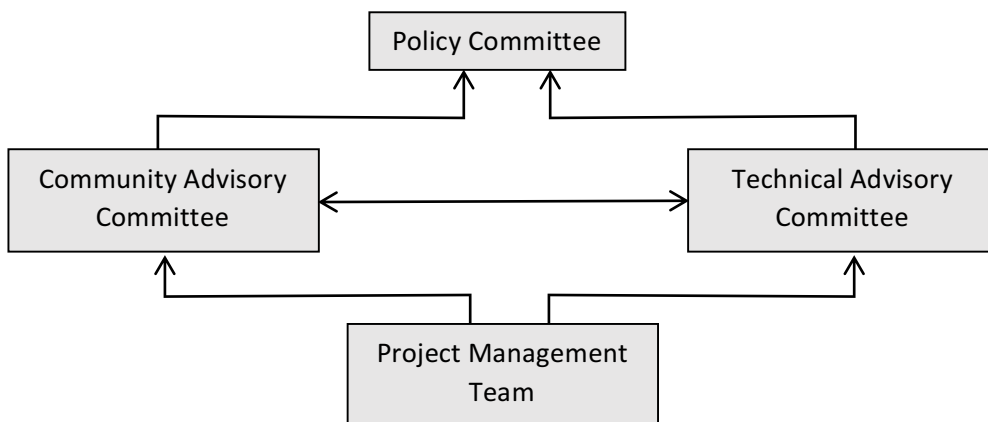 Policy Committee
Community Advisory
Committee
Technical Advisory
Committee
Project Management
Team